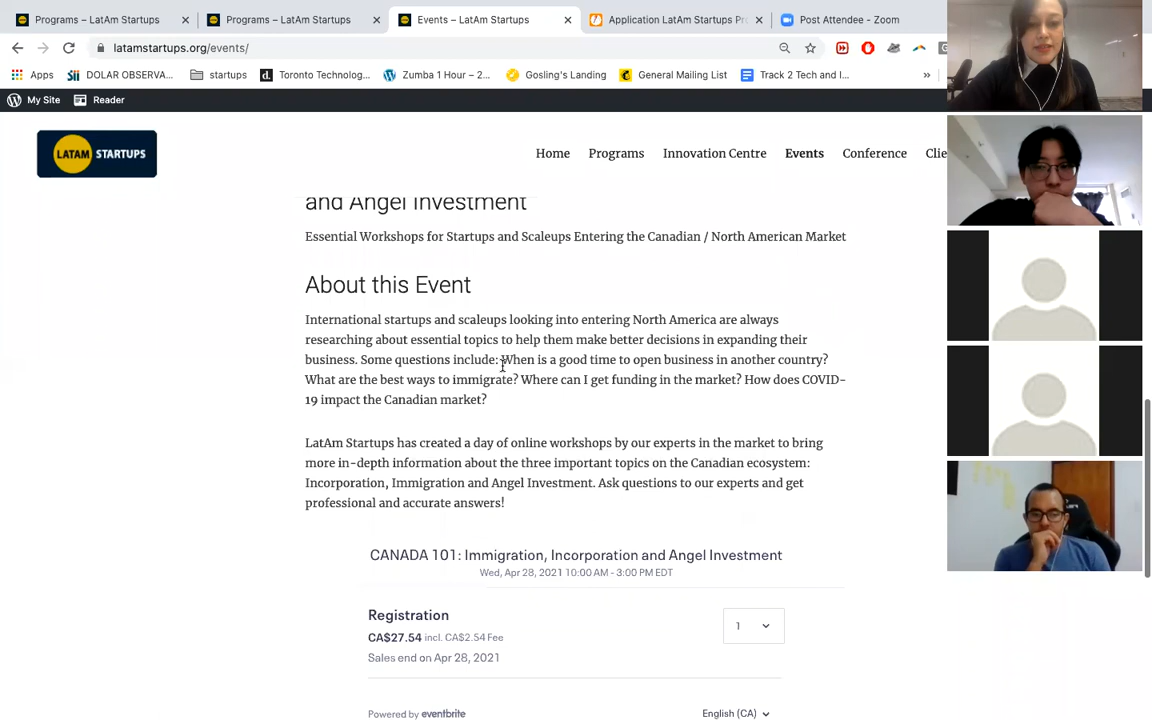 Programs – LatAm Startups
Programs – LatAm Startups
Events – LatAm Startups
Application LatAm Startups Pr
Post Attendee - Zoom
latamstartups.org/events/
Apps
DOLAR OBSERVA...
startups
Toronto Technolog...
Zumba 1 Hour – 2...
Gosling's Landing
General Mailing List
Track 2 Tech and I...
My Site
Reader
LATAM STARTUPS
Home
Programs
Innovation Centre
Events
Conference
Clie
and Angel Investment
Essential Workshops for Startups and Scaleups Entering the Canadian / North American Market
About this Event
International startups and scaleups looking into entering North America are always
researching about essential topics to help them make better decisions in expanding their
business. Some questions include: When is a good time to open business in another country?
What are the best ways to immigrate? Where can I get funding in the market? How does COVID-
19 impact the Canadian market?
LatAm Startups has created a day of online workshops by our experts in the market to bring
more in-depth information about the three important topics on the Canadian ecosystem:
Incorporation, Immigration and Angel Investment. Ask questions to our experts and get
professional and accurate answers!
CANADA 101: Immigration, Incorporation and Angel Investment
Wed, Apr 28, 2021 10:00 AM - 3:00 PM EDT
Registration
1
CA$27.54 incl. CA$2.54 Fee
Sales end on Apr 28, 2021
Powered by eventbrite
English (CA)